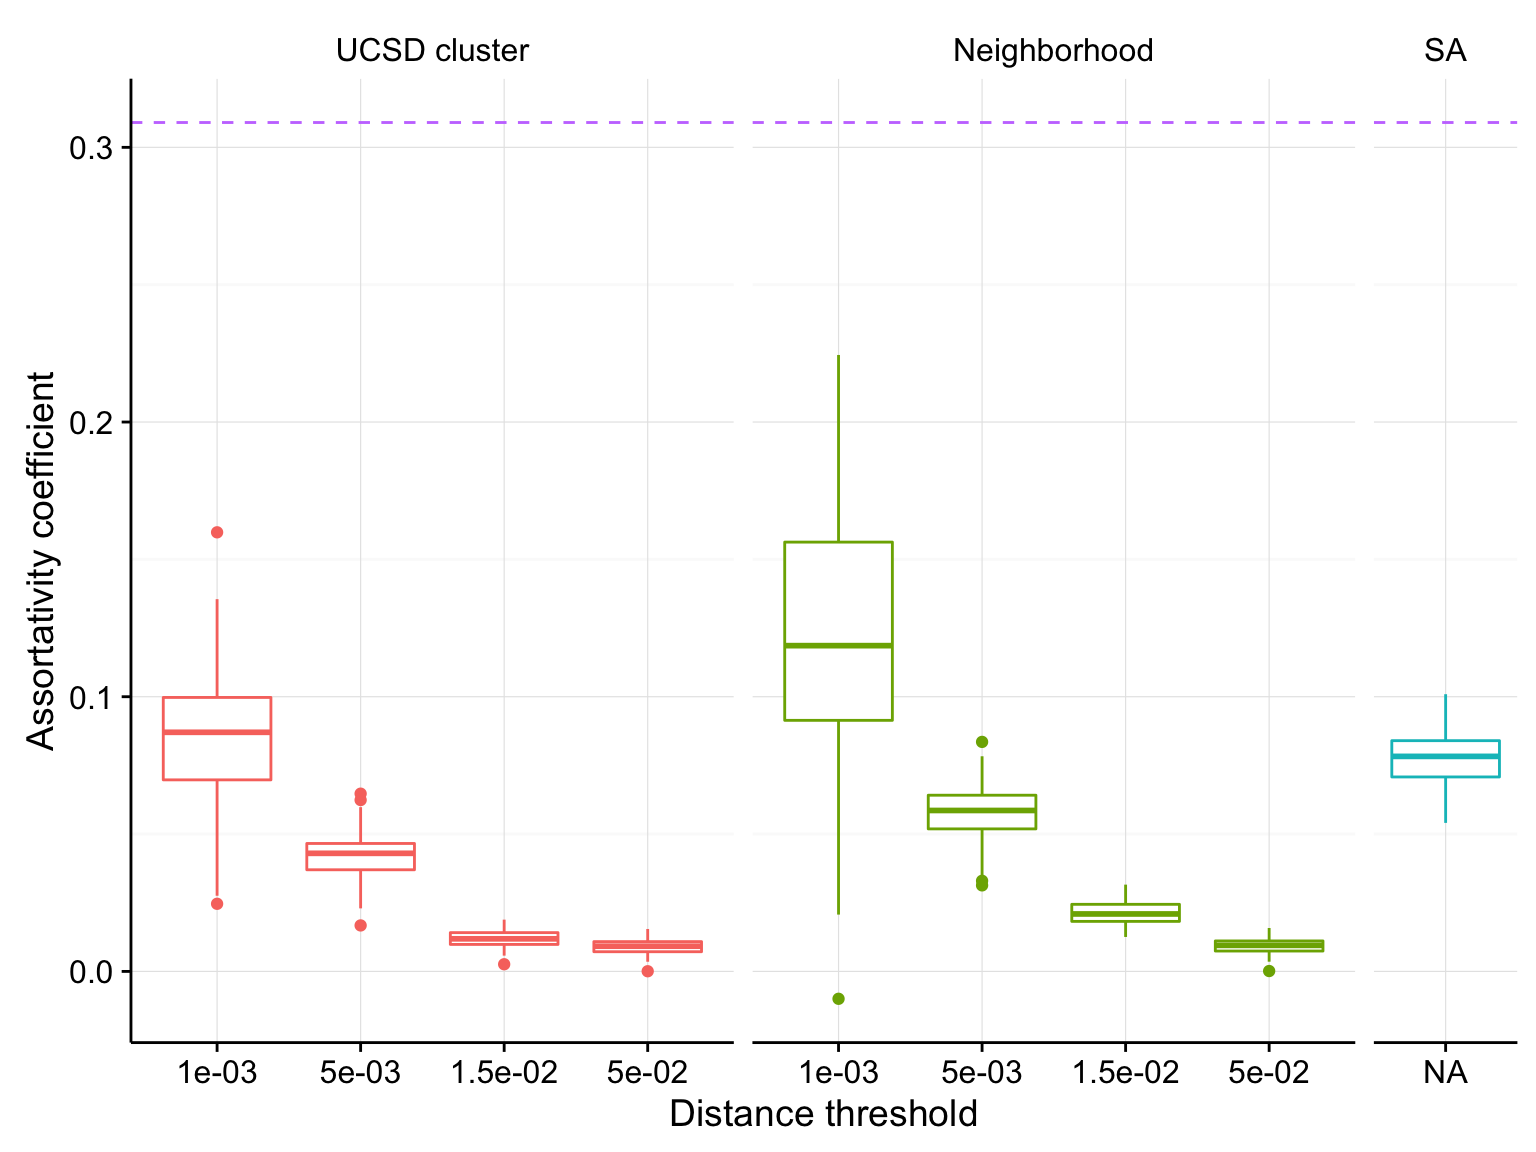 UCSD cluster Neighborhood SA
0.3
0.2
0.1
0.0
Assortativity coefficient
1e-03 5e-03 1.5e-02 5e-02 1e-03 5e-03 1.5e-02 5e-02 NA
Distance threshold